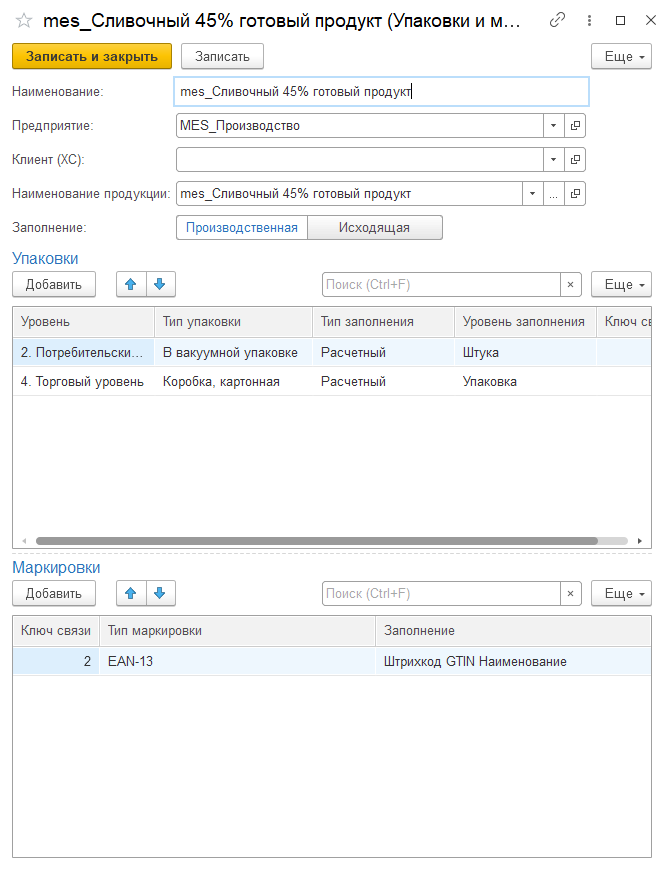 mes_Сливочный 45% готовый продукт (Упаковки и м...
Записать и закрыть Записать Еще
Наименование: mes_Сливочный 45% готовый продукт
Предприятие: MES_Производство
Клиент (ХС):
Наименование продукции: mes_Сливочный 45% готовый продукт ...
Заполнение: Производственная Исходящая
Упаковки
Добавить Поиск (Ctrl+F) × Еще
Уровень Тип упаковки Тип заполнения Уровень заполнения Ключ св
2. Потребительски... В вакуумной упаковке Расчетный Штука
4. Торговый уровень Коробка, картонная Расчетный Упаковка
Маркировки
Добавить Поиск (Ctrl+F) × Еще
Ключ связи Тип маркировки Заполнение
2 EAN-13 Штрихкод GTIN Наименование